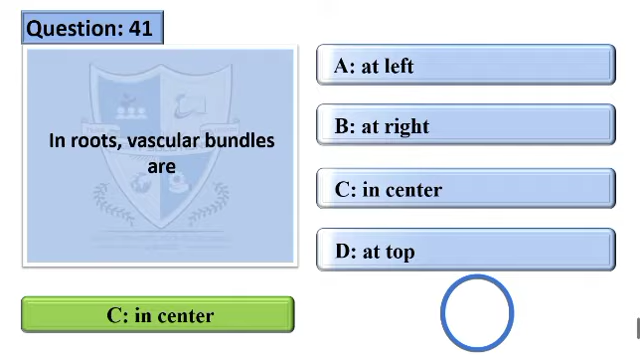 Question: 41
In roots, vascular bundles
are
A: at left
B: at right
C: in center
D: at top
C: in center